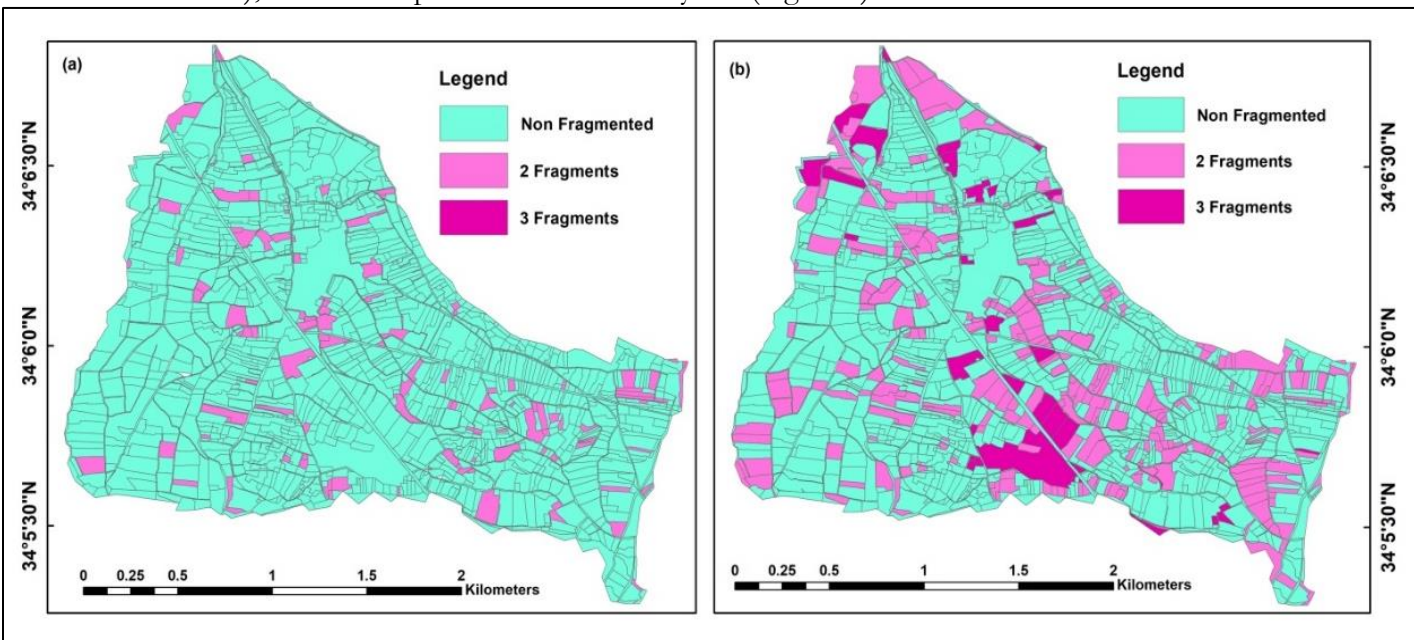 (a)
Legend
Non Fragmented
2 Fragments
3 Fragments
34°6'30"N
34°6'0"N
34°5'30"N
0 0.25 0.5 1 1.5 2
Kilometers
(b)
Legend
Non Fragmented
2 Fragments
3 Fragments
34°6'30"N
34°6'0"N
34°5'30"N
0 0.25 0.5 1 1.5 2
Kilometers